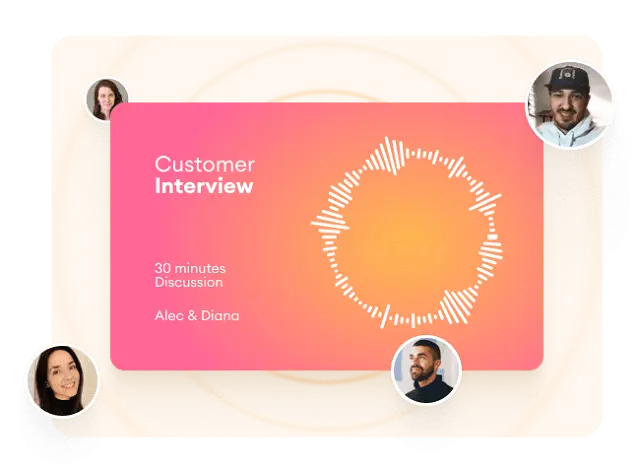 Customer
Interview
30 minutes
Discussion
Alec & Diana